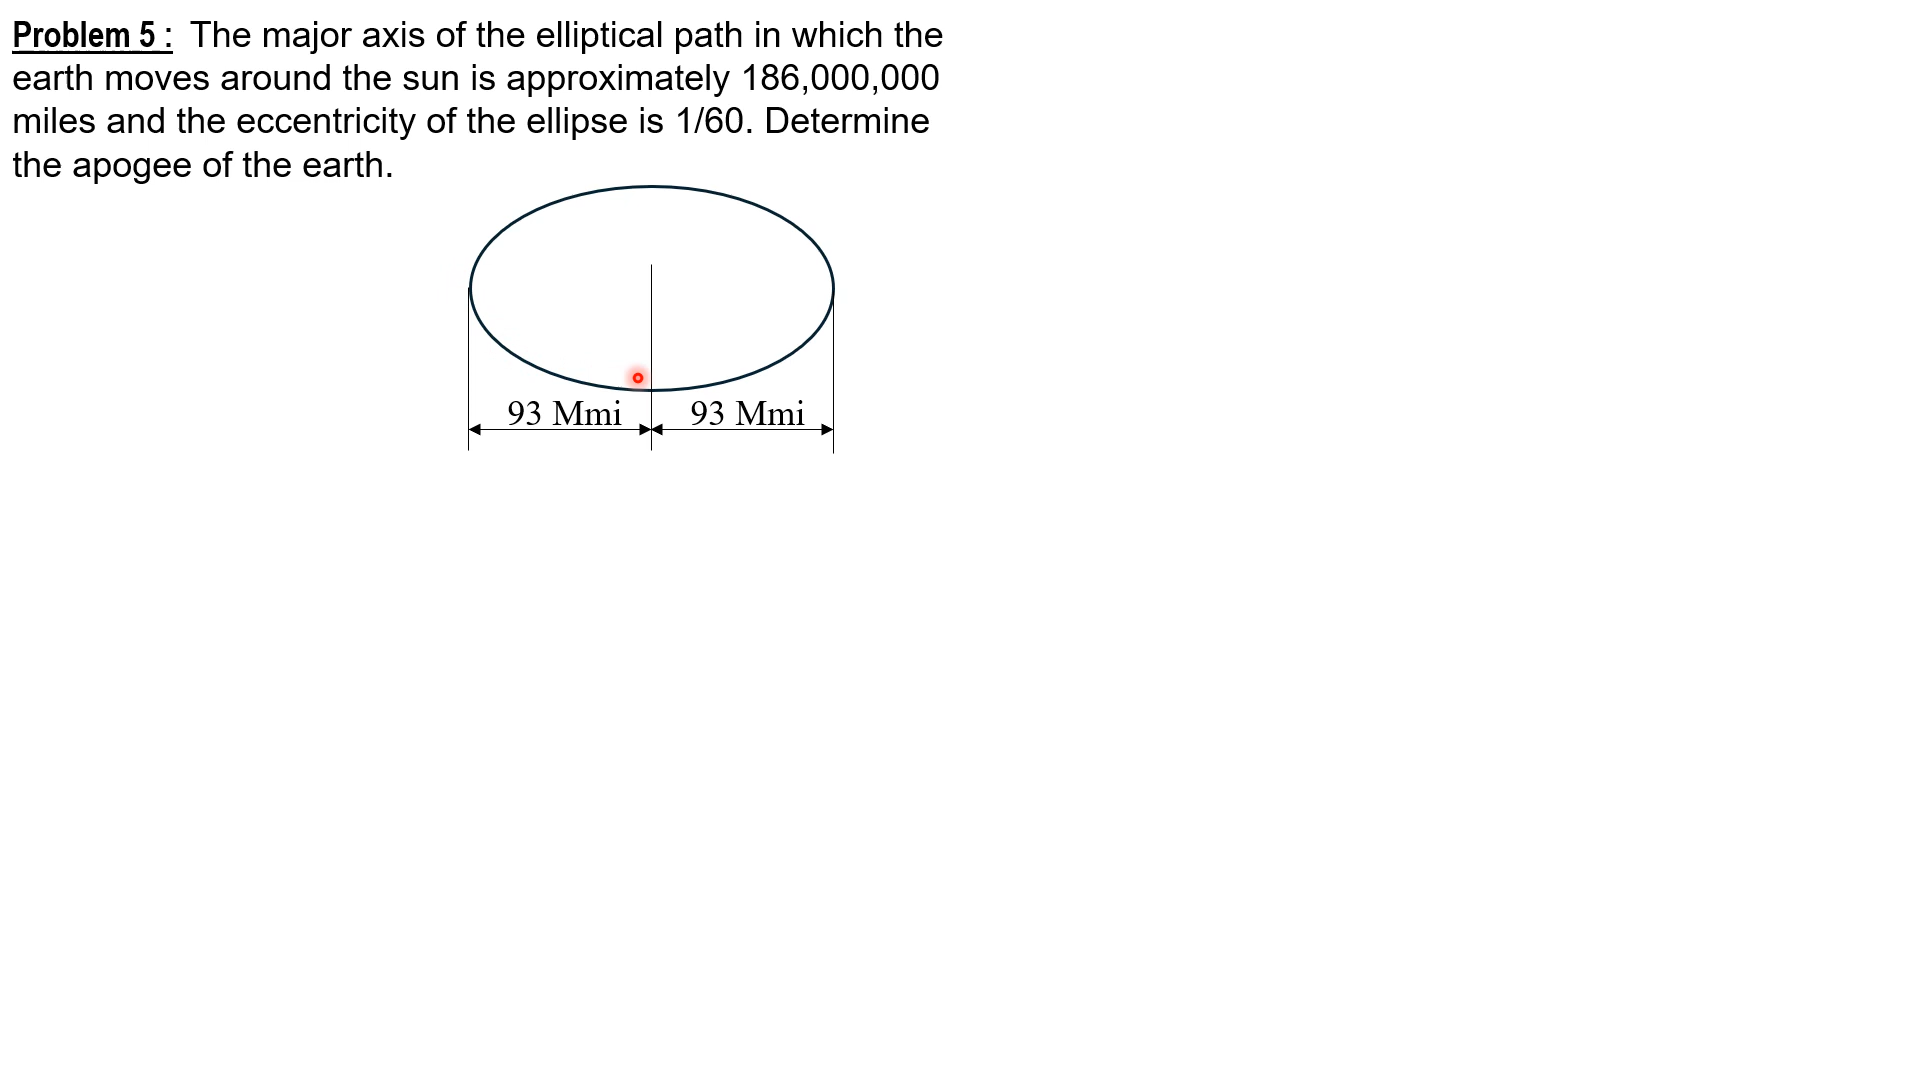 Problem 5 : The major axis of the elliptical path in which the
earth moves around the sun is approximately 186,000,000
miles and the eccentricity of the ellipse is 1/60. Determine
the apogee of the earth.
93 Mmi 93 Mmi